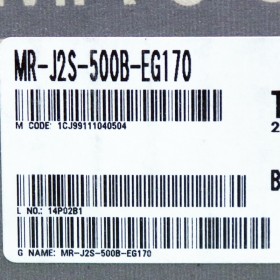 MR-J2S-500B-EG170
M CODE: 1CJ99111040504
2
B
L NO.: 14P02B1
G NAME: MR-J2S-500B-EG170